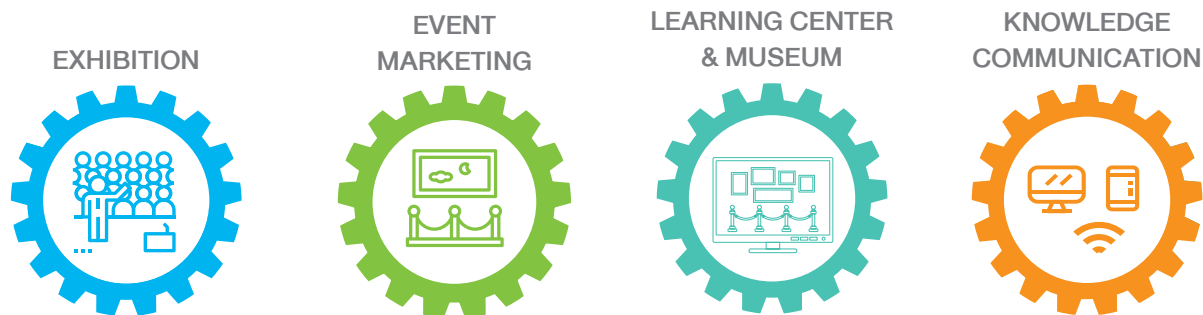 EXHIBITION
EVENT
MARKETING
LEARNING CENTER
& MUSEUM
KNOWLEDGE
COMMUNICATION